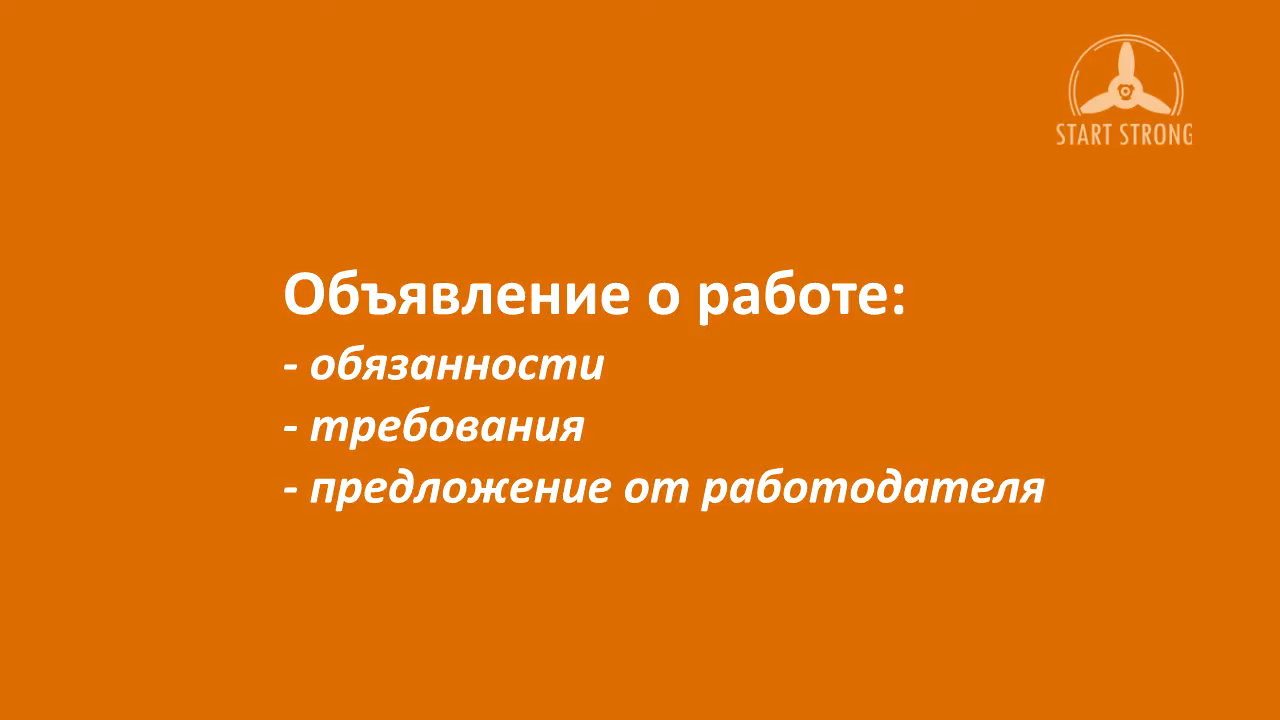 START STRONG
Объявление о работе:
- обязанности
- требования
- предложение от работодателя